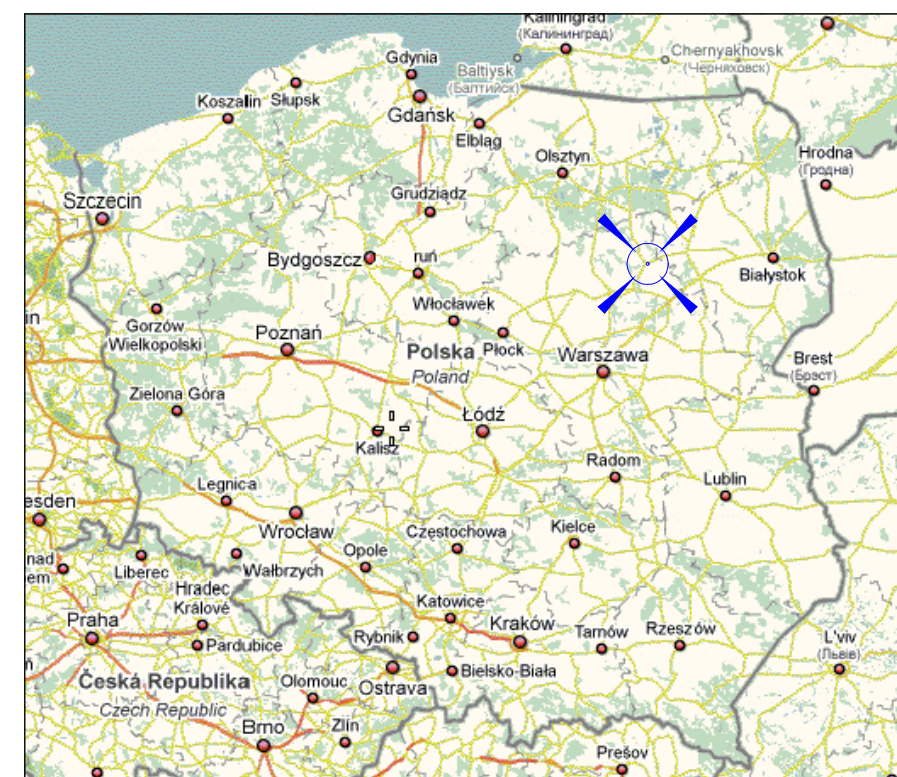 Kaliningrad
(Калининград)
Gdynia
Chernyakhovsk
(Черняховск)
Baltiysk
(Балтийск)
Koszalin
Słupsk
Gdańsk
Elbląg
Olsztyn
Hrodna
(Гродна)
Szczecin
Grudziądz
Bydgoszcz
ruń
Białystok
Włocławek
Gorzów
Wielkopolski
Poznań
Polska
Poland
Płock
Warszawa
Brest
(Брэст)
in
Zielona Góra
Łódź
Kalisz
Radom
Lublin
Legnica
esden
Wrocław
Częstochowa
Kielce
Opole
nad
em
Liberec
Wałbrzych
Hradec
Králové
Katowice
Praha
Pardubice
Rybnik
Kraków
Tarnów
Rzeszów
L'viv
(Львів)
ň
Česká Republika
Czech Republic
Olomouc
Ostrava
Bielsko-Biała
Brno
Zlín
Prešov